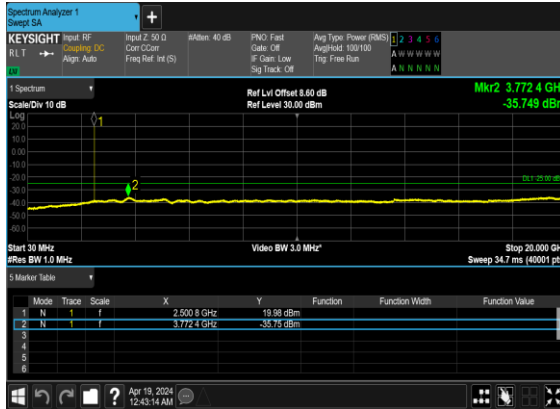 Spectrum Analyzer 1
Swept SA
KEYSIGHT
RLT
LU
Input: RF
Coupling: DC
Align: Auto
Input Z: 50 Ω
Corr CCorr
Freq Ref: Int (S)
#Atten: 40 dB
PNO: Fast
Gate: Off
IF Gain: Low
Sig Track: Off
Avg Type: Power (RMS)
Avg|Hold: 100/100
Trig: Free Run
1 2 3 4 5 6
A W W W W W
A N N N N N
1 Spectrum
Scale/Div 10 dB
Ref Lvl Offset 8.60 dB
Ref Level 30.00 dBm
Mkr2 3.772 4 GH
-35.749 dB
Log
20.0
10.0
0.00
-10.0
-20.0
-30.0
-40.0
-50.0
-60.0
1
2
DL1 -25.00 dB
Start 30 MHz
#Res BW 1.0 MHz
Video BW 3.0 MHz*
Stop 20.000 GH
Sweep 34.7 ms (40001 pt
5 Marker Table
Mode Trace Scale X Y Function Function Width Function Value
1 N 1 f 2.500 8 GHz 19.98 dBm
2 N 1 f 3.772 4 GHz -35.75 dBm
3
4
5
6
?
Apr 19, 2024
12:43:14 AM